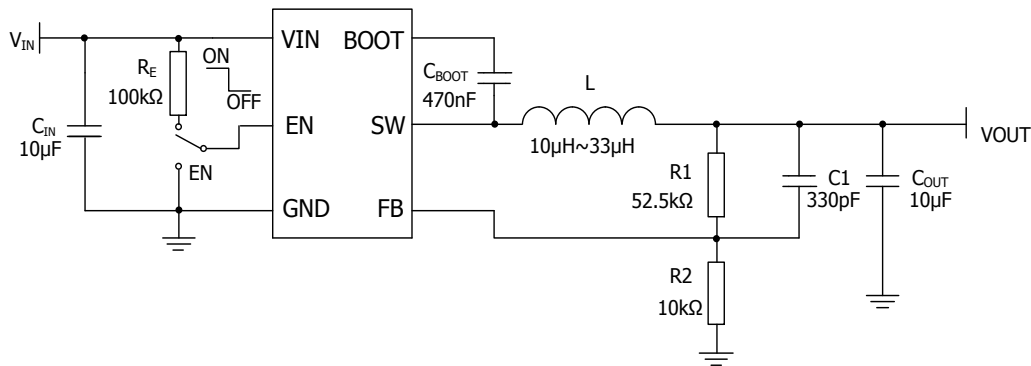 VIN
VIN
BOOT
ON
OFF
RE
100kΩ
CBOOT
470nF
L
EN
SW
10μH~33μH
VOUT
CIN
10μF
EN
R1
52.5kΩ
C1
330pF
COUT
10μF
GND
FB
R2
10kΩ